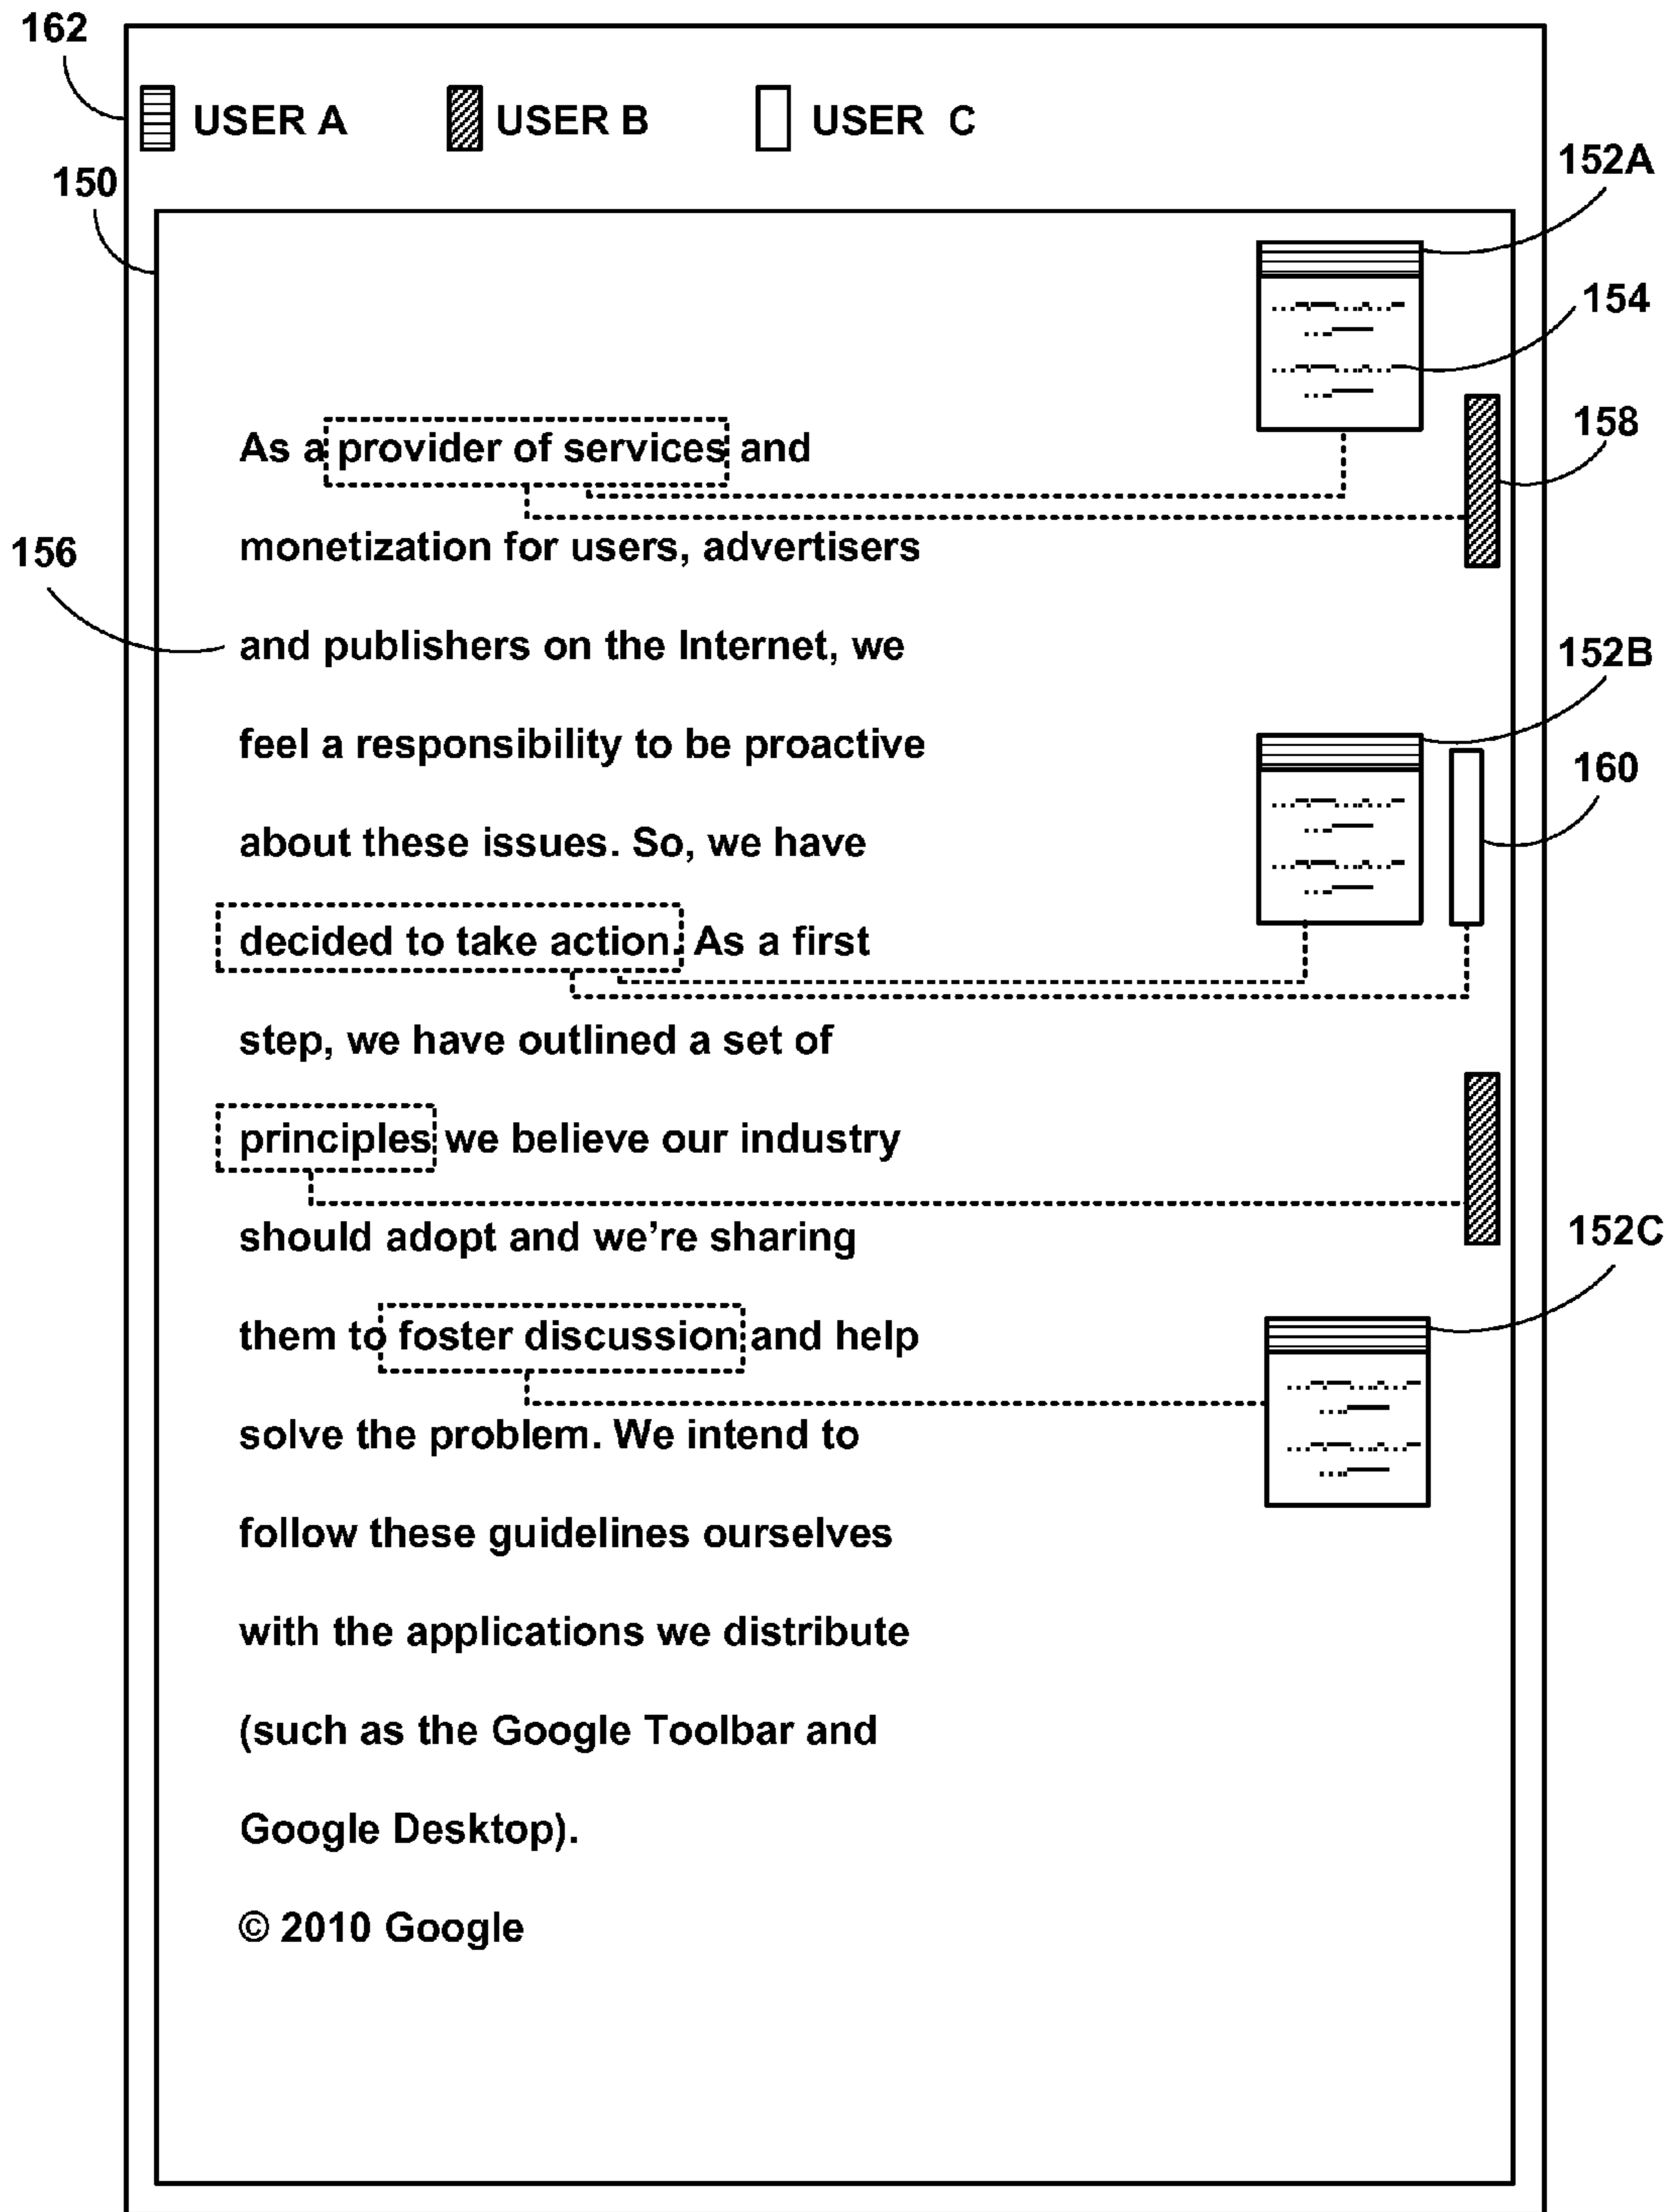 162
USER A USER B USER C
150
152A
154
158
As a provider of services and
monetization for users, advertisers
156
and publishers on the Internet, we
152B
feel a responsibility to be proactive
160
about these issues. So, we have
decided to take action. As a first
step, we have outlined a set of
principles we believe our industry
152C
should adopt and we're sharing
them to foster discussion and help
solve the problem. We intend to
follow these guidelines ourselves
with the applications we distribute
(such as the Google Toolbar and
Google Desktop).
© 2010 Google